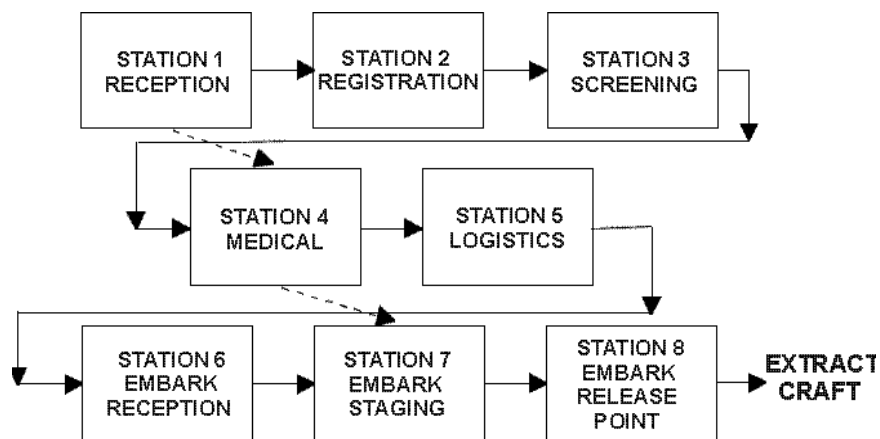 STATION 1
RECEPTION
STATION 2
REGISTRATION
STATION 3
SCREENING
STATION 4
MEDICAL
STATION 5
LOGISTICS
STATION 6
EMBARK
RECEPTION
STATION 7
EMBARK
STAGING
STATION 8
EMBARK
RELEASE
POINT
EXTRACT
CRAFT